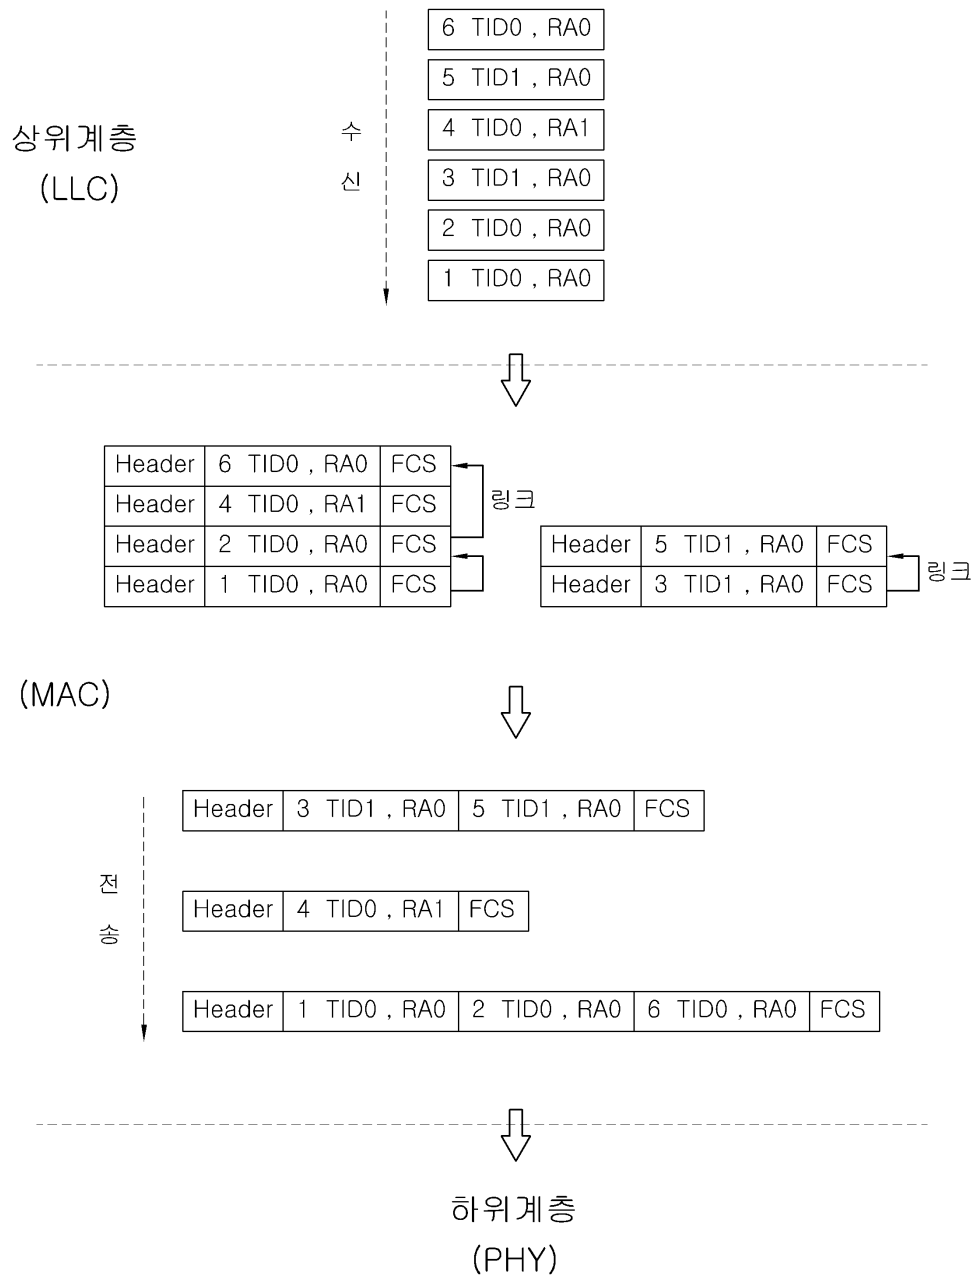 6 TID0 , RA0
5 TID1 , RA0
4 TID0 , RA1
3 TID1 , RA0
2 TID0 , RA0
1 TID0 , RA0
수
신
상위계층
(LLC)
Header 6 TID0 , RA0 FCS
Header 4 TID0 , RA1 FCS
Header 2 TID0 , RA0 FCS
Header 1 TID0 , RA0 FCS
링크
Header 5 TID1 , RA0 FCS
Header 3 TID1 , RA0 FCS
링크
(MAC)
전
송
Header 3 TID1 , RA0 5 TID1 , RA0 FCS
Header 4 TID0 , RA1 FCS
Header 1 TID0 , RA0 2 TID0 , RA0 6 TID0 , RA0 FCS
하위계층
(PHY)